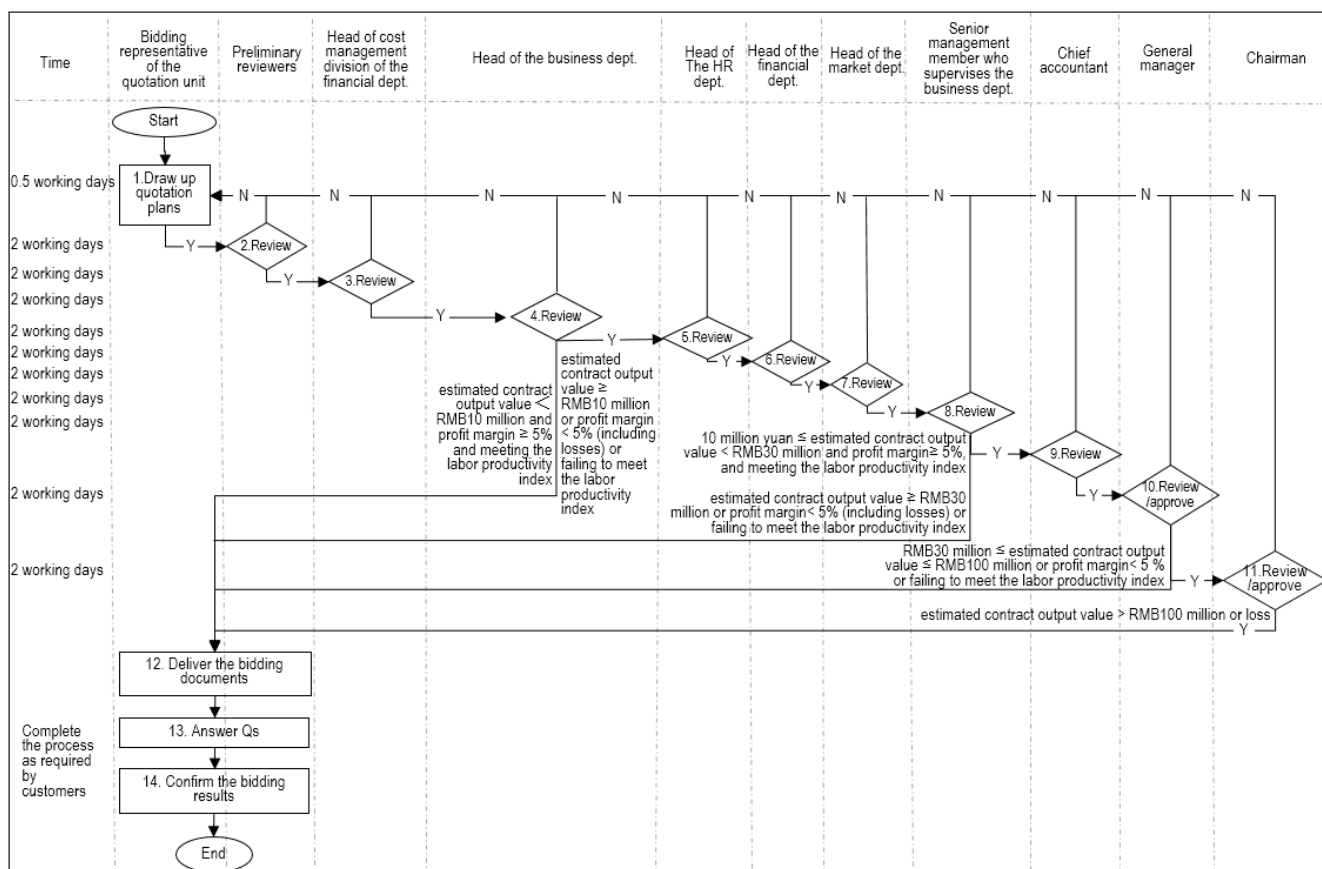 Time
Bidding
representative
of the
quotation unit
Preliminary
reviewers
Head of cost
management
division of the
financial dept.
Head of the business dept.
Head of
The HR
dept.
Head of the
financial
dept.
Head of
the market
dept.
Senior
management
member who
supervises the
business dept.
Chief
accountant
General
manager
Chairman
Start
0.5 working days
1.Draw up
quotation
plans
N
N
N
N
N
N
N
N
N
N
2 working days
Y
2.Review
2 working days
Y
3.Review
2 working days
Y
4.Review
2 working days
Y
5.Review
2 working days
Y
6.Review
2 working days
Y
7.Review
2 working days
Y
8.Review
2 working days
Y
9.Review
estimated contract
output value <
RMB10 million and
profit margin ≥ 5%
and meeting the
labor productivity
index
estimated
contract output
value ≥
RMB10 million
or profit margin
< 5% (including
losses) or
failing to meet
the labor
productivity
index
10 million yuan ≤ estimated contract output
value < RMB30 million and profit margin≥ 5%,
and meeting the labor productivity index
estimated contract output value ≥ RMB30
million or profit margin< 5% (including losses) or
failing to meet the labor productivity index
2 working days
Y
10.Review
/approve
RMB30 million ≤ estimated contract output
value ≤ RMB100 million or profit margin< 5 %
or failing to meet the labor productivity index
2 working days
Y
11.Review
/approve
estimated contract output value > RMB100 million or loss
Y
12. Deliver the bidding
documents
13. Answer Qs
14. Confirm the bidding
results
Complete
the process
as required
by
customers
End